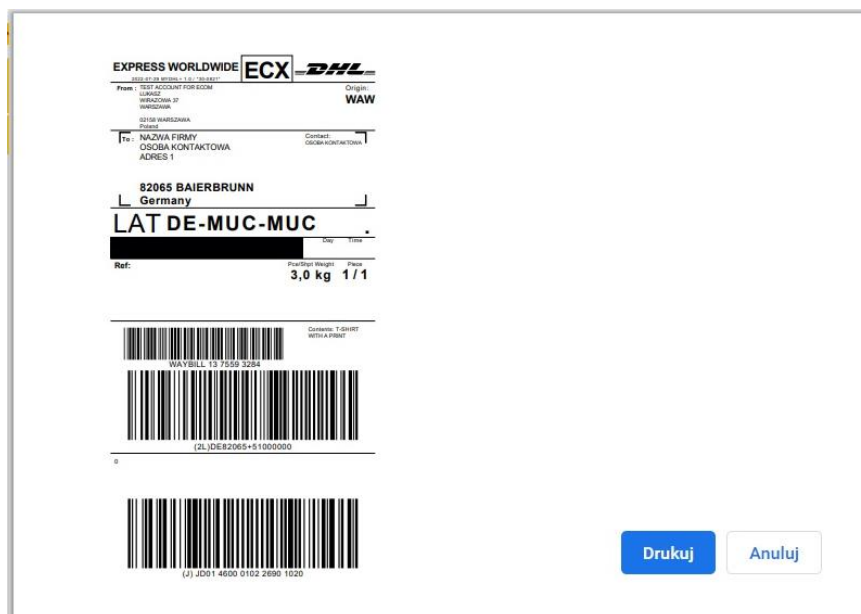 EXPRESS WORLDWIDE ECX DHL
From : TEST ACCOUNT FOR ECOM
LUKASZ
WIRAZOWA 37
WARSZAWA
02158 WARSZAWA
Poland
Origin:
WAW
To : NAZWA FIRMY
OSOBA KONTAKTOWA
ADRES 1
Contact:
OSOBA KONTAKTOWA
82065 BAIERBRUNN
Germany
LAT DE-MUC-MUC .
Day Time
Ref:
Pce/Shpt Weight Piece
3,0 kg 1 / 1
Contents: T-SHIRT
WITH A PRINT
WAYBILL 13 7559 3284
(2L)DE82065+51000000
0
(J) JD01 4600 0102 2690 1020
Drukuj Anuluj